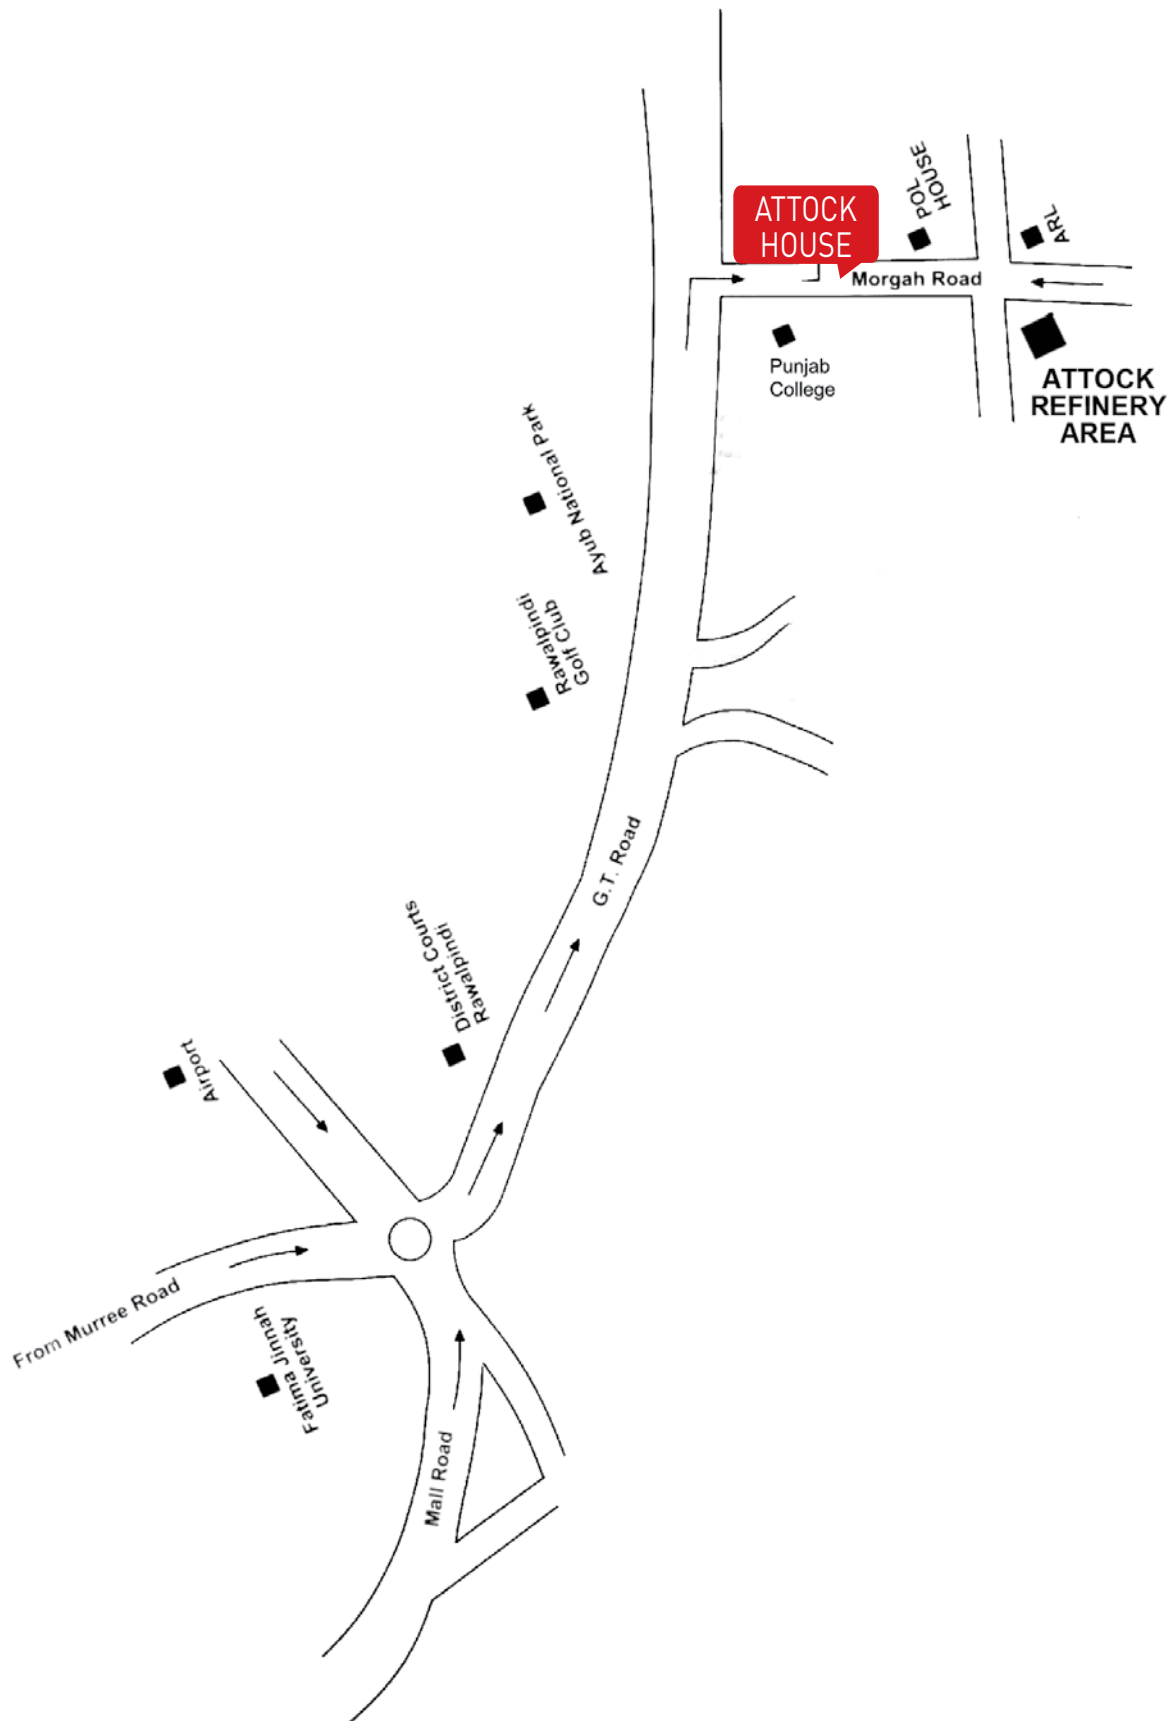 ATTOCK
HOUSE
POL
HOUSE
ARL
Morgah Road
Punjab
College
ATTOCK
REFINERY
AREA
Ayub National Park
Rawalpindi
Golf Club
G.T. Road
District Courts
Rawalpindi
Airport
From Murree Road
Fatima Jinnah
University
Mall Road